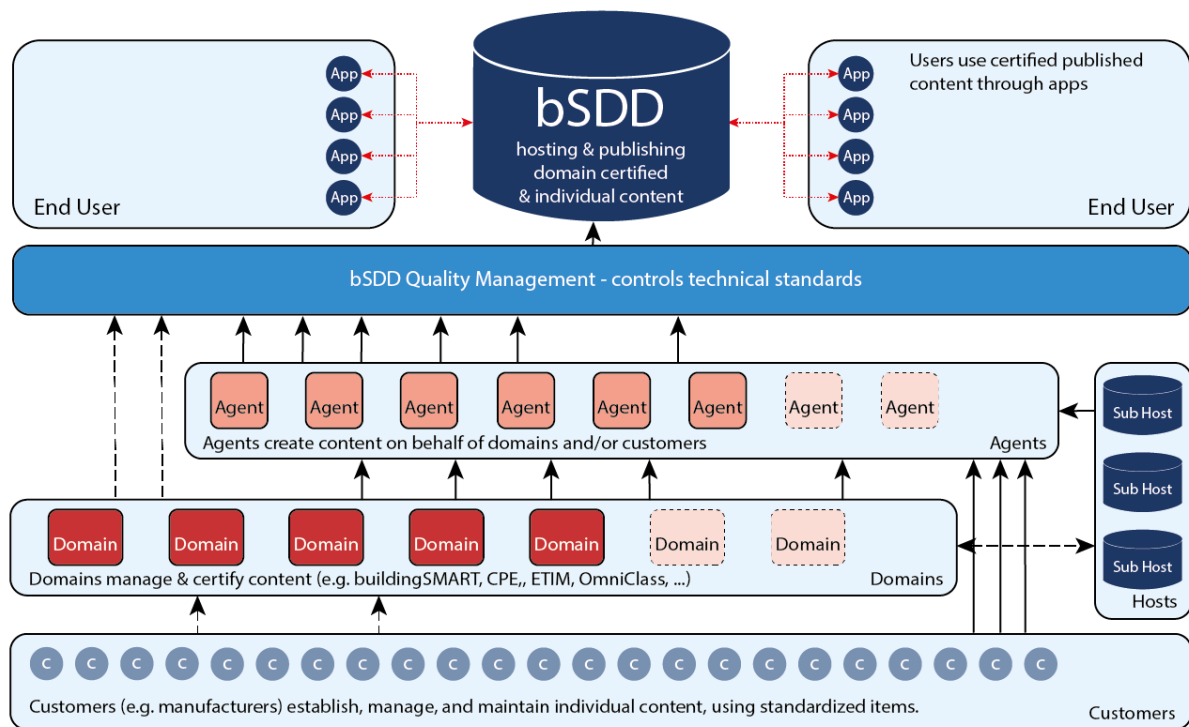 App
App
App
App
End User
bSDD
hosting & publishing
domain certified
& individual content
App
App
App
App
Users use certified published
content through apps
End User
bSDD Quality Management - controls technical standards
Agent
Agent
Agent
Agent
Agent
Agent
Agent
Agent
Agents create content on behalf of domains and/or customers
Agents
Sub Host
Sub Host
Sub Host
Hosts
Domain
Domain
Domain
Domain
Domain
Domain
Domain
Domains manage & certify content (e.g. buildingSMART, CPE,, ETIM, OmniClass, ...)
Domains
C C C C C C C C C C C C C C C C C C C C C C C
Customers (e.g. manufacturers) establish, manage, and maintain individual content, using standardized items.
Customers